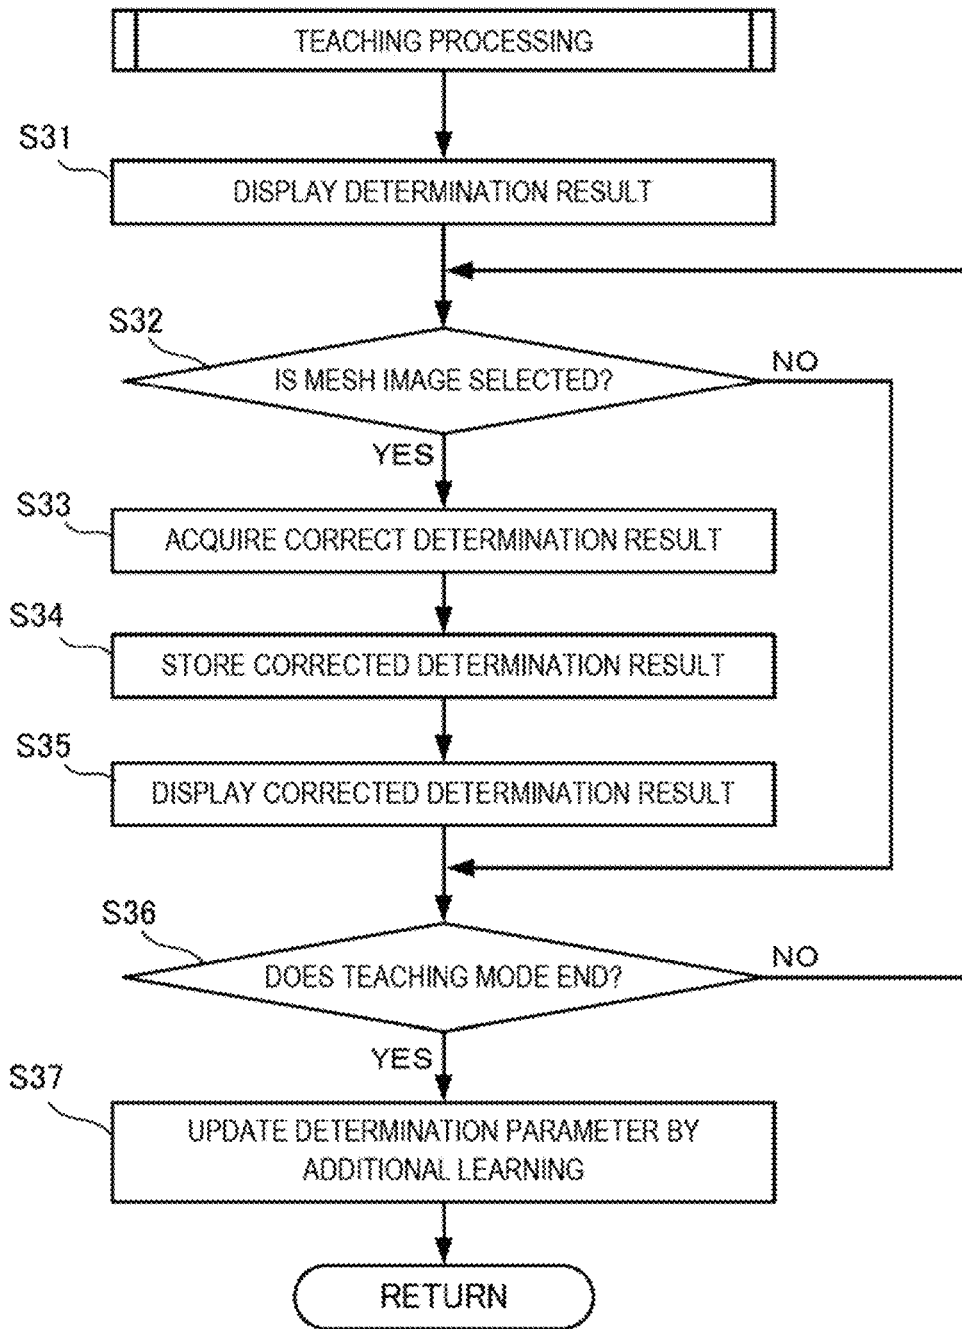 TEACHING PROCESSING
S31
DISPLAY DETERMINATION RESULT
S32
IS MESH IMAGE SELECTED?
NO
YES
S33
ACQUIRE CORRECT DETERMINATION RESULT
S34
STORE CORRECTED DETERMINATION RESULT
S35
DISPLAY CORRECTED DETERMINATION RESULT
S36
DOES TEACHING MODE END?
NO
YES
S37
UPDATE DETERMINATION PARAMETER BY
ADDITIONAL LEARNING
RETURN